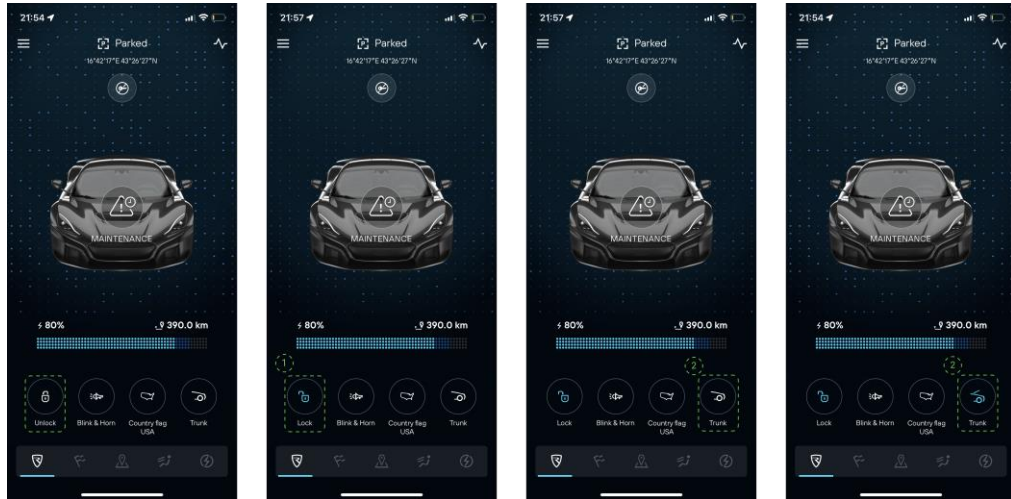 21:54
Parked
16°42'17"E 43°26'27"N
MAINTENANCE
80%
390.0 km
Unlock
Blink & Horn
Country flag
USA
Trunk
21:57
Parked
16°42'17"E 43°26'27"N
MAINTENANCE
80%
390.0 km
1
Lock
Blink & Horn
Country flag
USA
Trunk
21:57
Parked
16°42'17"E 43°26'27"N
MAINTENANCE
80%
390.0 km
2
Lock
Blink & Horn
Country flag
USA
Trunk
21:54
Parked
16°42'17"E 43°26'27"N
MAINTENANCE
80%
390.0 km
2
Lock
Blink & Horn
Country flag
USA
Trunk